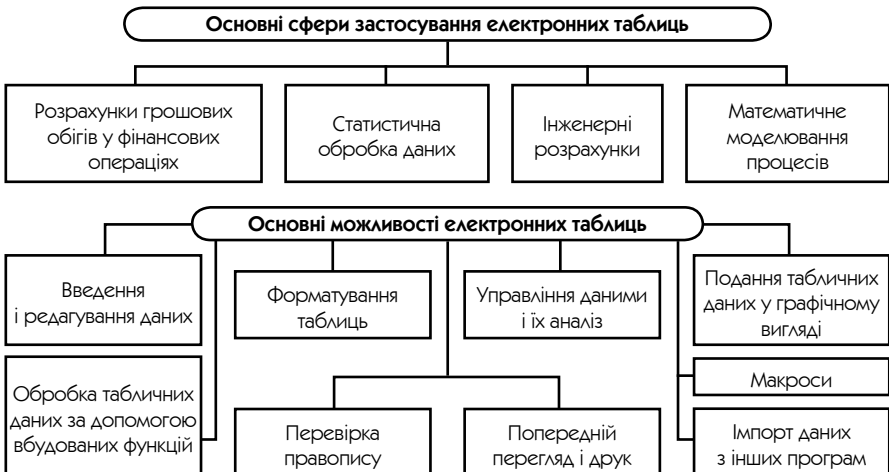 Основні сфери застосування електронних таблиць
Розрахунки грошових
обігів у фінансових
операціях
Статистична
обробка даних
Інженерні
розрахунки
Математичне
моделювання
процесів
Основні можливості електронних таблиць
Введення
і редагування даних
Форматування
таблиць
Управління даними
і їх аналіз
Подання табличних
даних у графічному
вигляді
Обробка табличних
даних за допомогою
вбудованих функцій
Перевірка
правопису
Попередній
перегляд і друк
Макроси
Імпорт даних
з інших програм